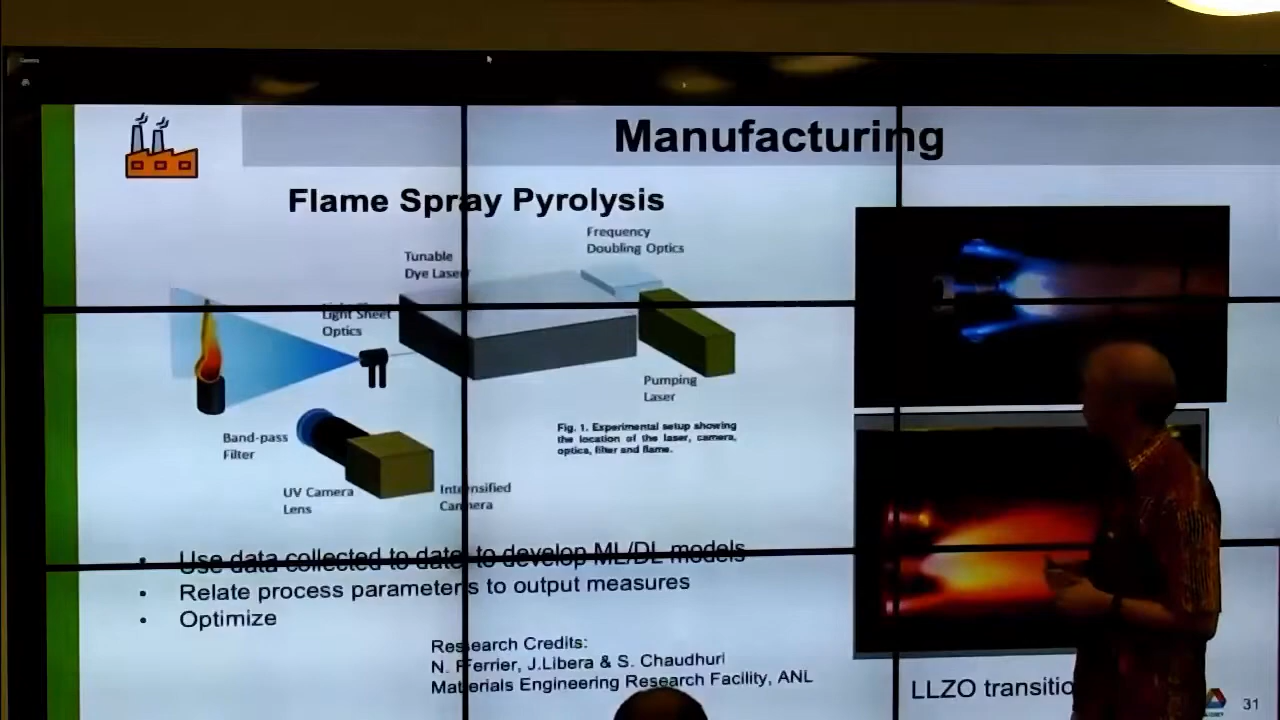 Camera
Manufacturing
Flame Spray Pyrolysis
Frequency
Doubling Optics
Tunable
Dye Laser
Light Sheet
Optics
Pumping
Laser
Fig. 1. Experimental setup showing
the location of the laser, camera,
optics, filter and flame.
Band-pass
Filter
UV Camera
Lens
Intensified
Camera
• Use data collected to date, to develop ML/DL models
• Relate process parameters to output measures
• Optimize
Research Credits:
N. Ferrier, J.Libera & S. Chaudhuri
Materials Engineering Research Facility, ANL
LLZO transitio
31